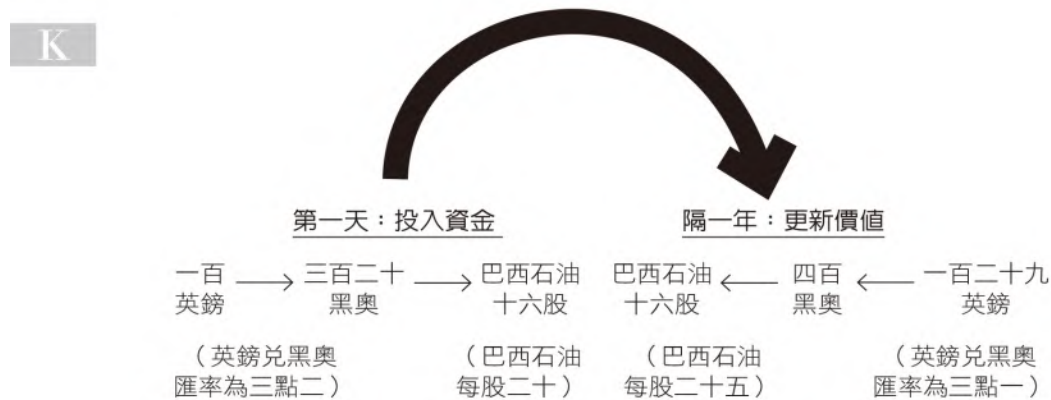 K
第一天：投入資金
隔一年：更新價值
一百
英鎊
三百二十
黑奧
巴西石油
十六股
巴西石油
十六股
四百
黑奧
一百二十九
英鎊
（英鎊兌黑奧
匯率為三點二）
（巴西石油
每股二十）
（巴西石油
每股二十五）
（英鎊兌黑奧
匯率為三點一）